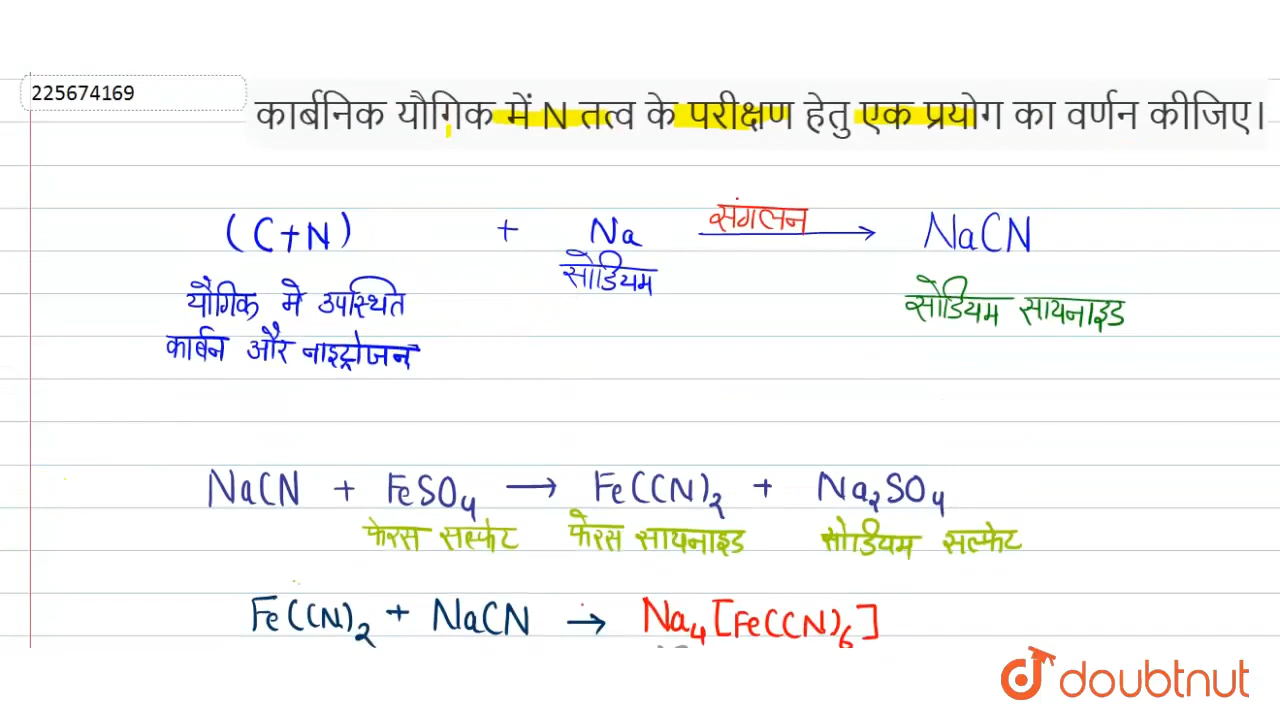 225674169
कार्बनिक यौगिक में N तत्व के परीक्षण हेतु एक प्रयोग का वर्णन कीजिए।
(C+N) + Na संगलन → NaCN
सोडियम
यौगिक मे उपस्थित सोडियम सायनाइड
कार्बन और नाइट्रोजन
NaCN + FeSO4 → Fe(CN)2 + Na2SO4
फेरस सल्फेट फेरस सायनाइड सोडियम सल्फेट
Fe(CN)2 + NaCN → Na4[Fe(CN)6]
doubtnut